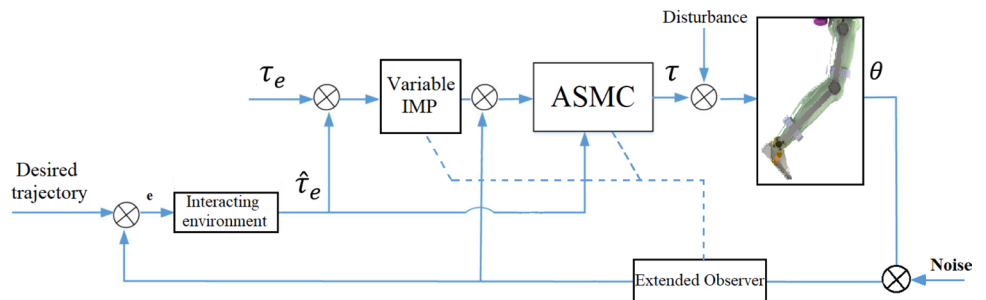 Disturbance
τ_e
Variable
IMP
ASMC
τ
θ
Desired
trajectory
e
Interacting
environment
τ̂_e
Extended Observer
Noise